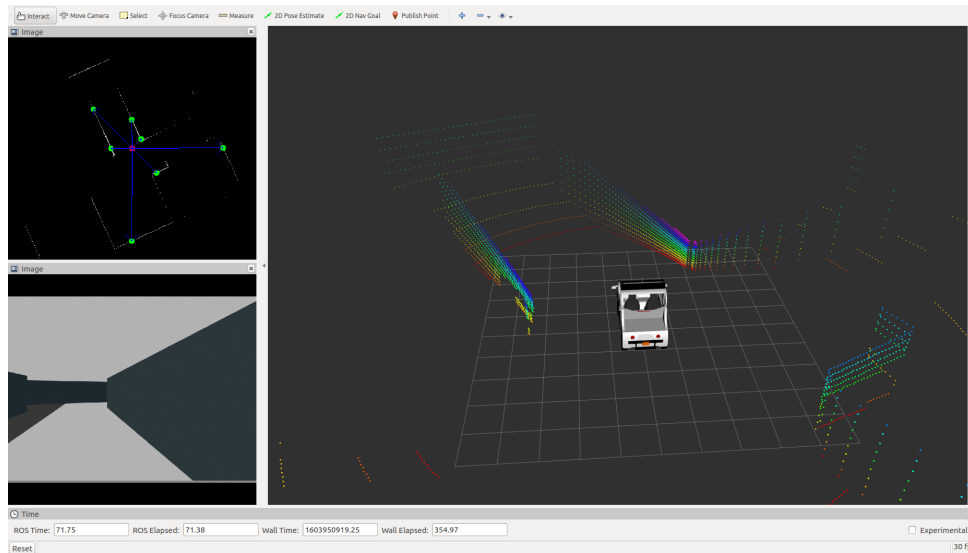 Interact Move Camera Select Focus Camera Measure 2D Pose Estimate 2D Nav Goal Publish Point
Image
Image
Time
ROS Time: 71.75 ROS Elapsed: 71.38 Wall Time: 1603950919.25 Wall Elapsed: 354.97 Experimental
Reset 30 f